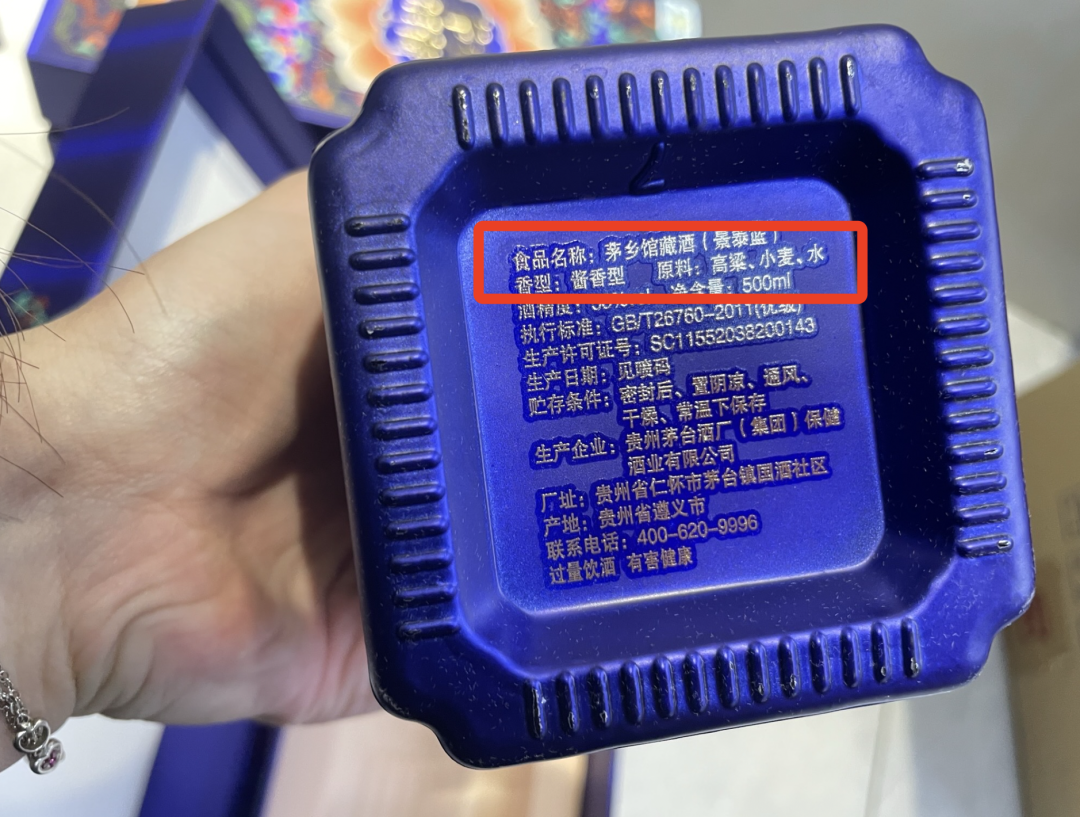 食品名称：茅乡馆藏酒（景泰蓝）
香型：酱香型 原料：高粱、小麦、水
酒精度： 净含量：500ml
执行标准：GB/T26760-2011(优级)
生产许可证号：SC11552038200143
生产日期：见喷码
贮存条件：密封后、置阴凉、通风、
干燥、常温下保存
生产企业：贵州茅台酒厂（集团）保健
酒业有限公司
厂址：贵州省仁怀市茅台镇国酒社区
产地：贵州省遵义市
联系电话：400-620-9996
过量饮酒 有害健康